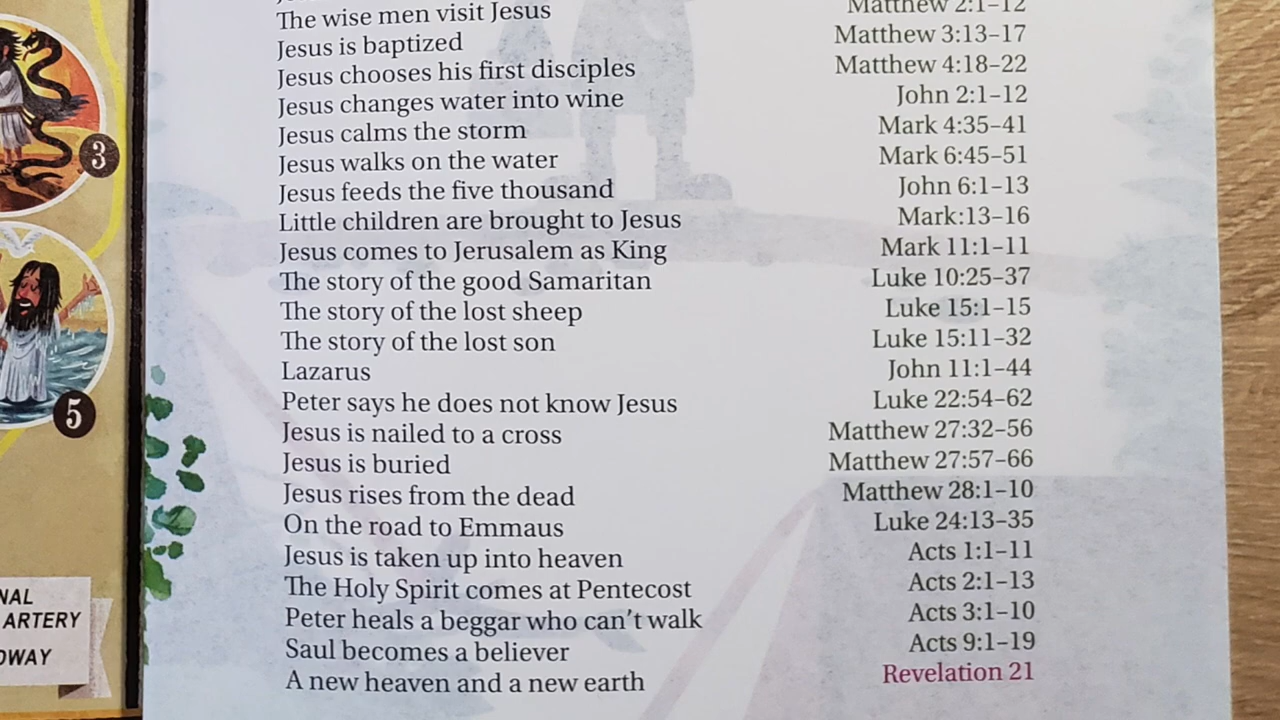 The wise men visit Jesus Matthew 2:1–12
Jesus is baptized Matthew 3:13–17
Jesus chooses his first disciples Matthew 4:18–22
Jesus changes water into wine John 2:1–12
Jesus calms the storm Mark 4:35–41
Jesus walks on the water Mark 6:45–51
Jesus feeds the five thousand John 6:1–13
Little children are brought to Jesus Mark:13–16
Jesus comes to Jerusalem as King Mark 11:1–11
The story of the good Samaritan Luke 10:25–37
The story of the lost sheep Luke 15:1–15
The story of the lost son Luke 15:11–32
Lazarus John 11:1–44
Peter says he does not know Jesus Luke 22:54–62
Jesus is nailed to a cross Matthew 27:32–56
Jesus is buried Matthew 27:57–66
Jesus rises from the dead Matthew 28:1–10
On the road to Emmaus Luke 24:13–35
Jesus is taken up into heaven Acts 1:1–11
The Holy Spirit comes at Pentecost Acts 2:1–13
Peter heals a beggar who can't walk Acts 3:1–10
Saul becomes a believer Acts 9:1–19
A new heaven and a new earth Revelation 21
3
5
NAL
ARTERY
OWAY